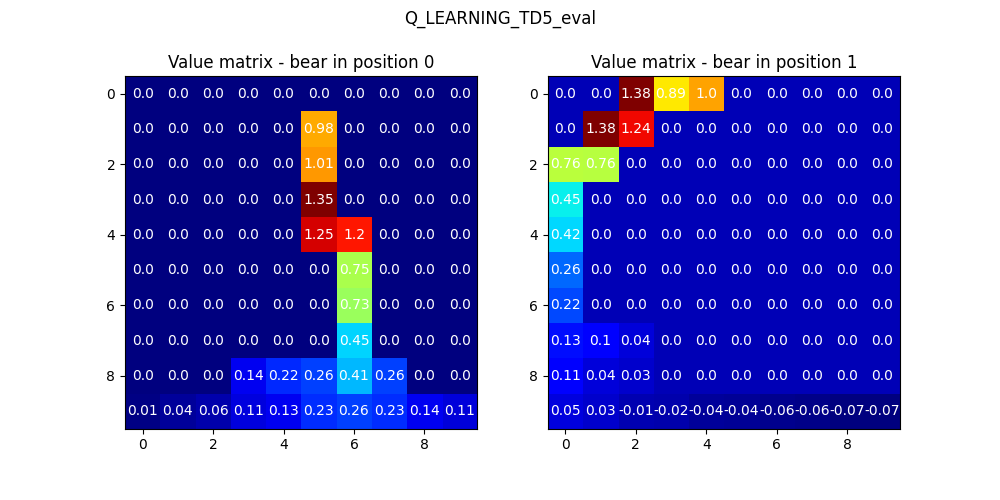 Q_LEARNING_TD5_eval
Value matrix - bear in position 0
0 0.0 0.0 0.0 0.0 0.0 0.0 0.0 0.0 0.0 0.0
0.0 0.0 0.0 0.0 0.0 0.98 0.0 0.0 0.0 0.0
2 0.0 0.0 0.0 0.0 0.0 1.01 0.0 0.0 0.0 0.0
0.0 0.0 0.0 0.0 0.0 1.35 0.0 0.0 0.0 0.0
4 0.0 0.0 0.0 0.0 0.0 1.25 1.2 0.0 0.0 0.0
0.0 0.0 0.0 0.0 0.0 0.0 0.75 0.0 0.0 0.0
6 0.0 0.0 0.0 0.0 0.0 0.0 0.73 0.0 0.0 0.0
0.0 0.0 0.0 0.0 0.0 0.0 0.45 0.0 0.0 0.0
8 0.0 0.0 0.0 0.14 0.22 0.26 0.41 0.26 0.0 0.0
0.01 0.04 0.06 0.11 0.13 0.23 0.26 0.23 0.14 0.11
0 2 4 6 8
Value matrix - bear in position 1
0 0.0 0.0 1.38 0.89 1.0 0.0 0.0 0.0 0.0 0.0
0.0 1.38 1.24 0.0 0.0 0.0 0.0 0.0 0.0 0.0
2 0.76 0.76 0.0 0.0 0.0 0.0 0.0 0.0 0.0 0.0
0.45 0.0 0.0 0.0 0.0 0.0 0.0 0.0 0.0 0.0
4 0.42 0.0 0.0 0.0 0.0 0.0 0.0 0.0 0.0 0.0
0.26 0.0 0.0 0.0 0.0 0.0 0.0 0.0 0.0 0.0
6 0.22 0.0 0.0 0.0 0.0 0.0 0.0 0.0 0.0 0.0
0.13 0.1 0.04 0.0 0.0 0.0 0.0 0.0 0.0 0.0
8 0.11 0.04 0.03 0.0 0.0 0.0 0.0 0.0 0.0 0.0
0.05 0.03 -0.01 -0.02 -0.04 -0.04 -0.06 -0.06 -0.07 -0.07
0 2 4 6 8